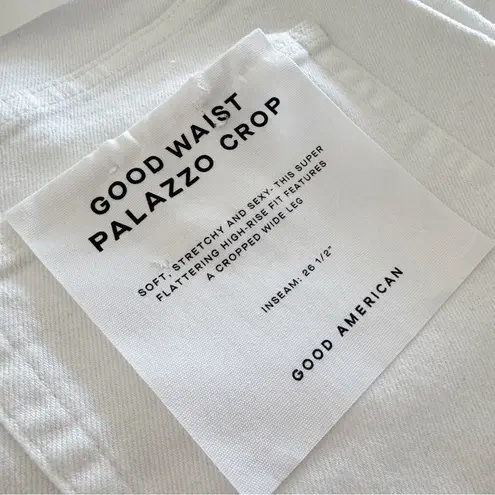 GOOD WAIST
PALAZZO CROP
SOFT, STRETCHY AND SEXY- THIS SUPER
FLATTERING HIGH-RISE FIT FEATURES
A CROPPED WIDE LEG
INSEAM: 26 1/2"
GOOD AMERICAN